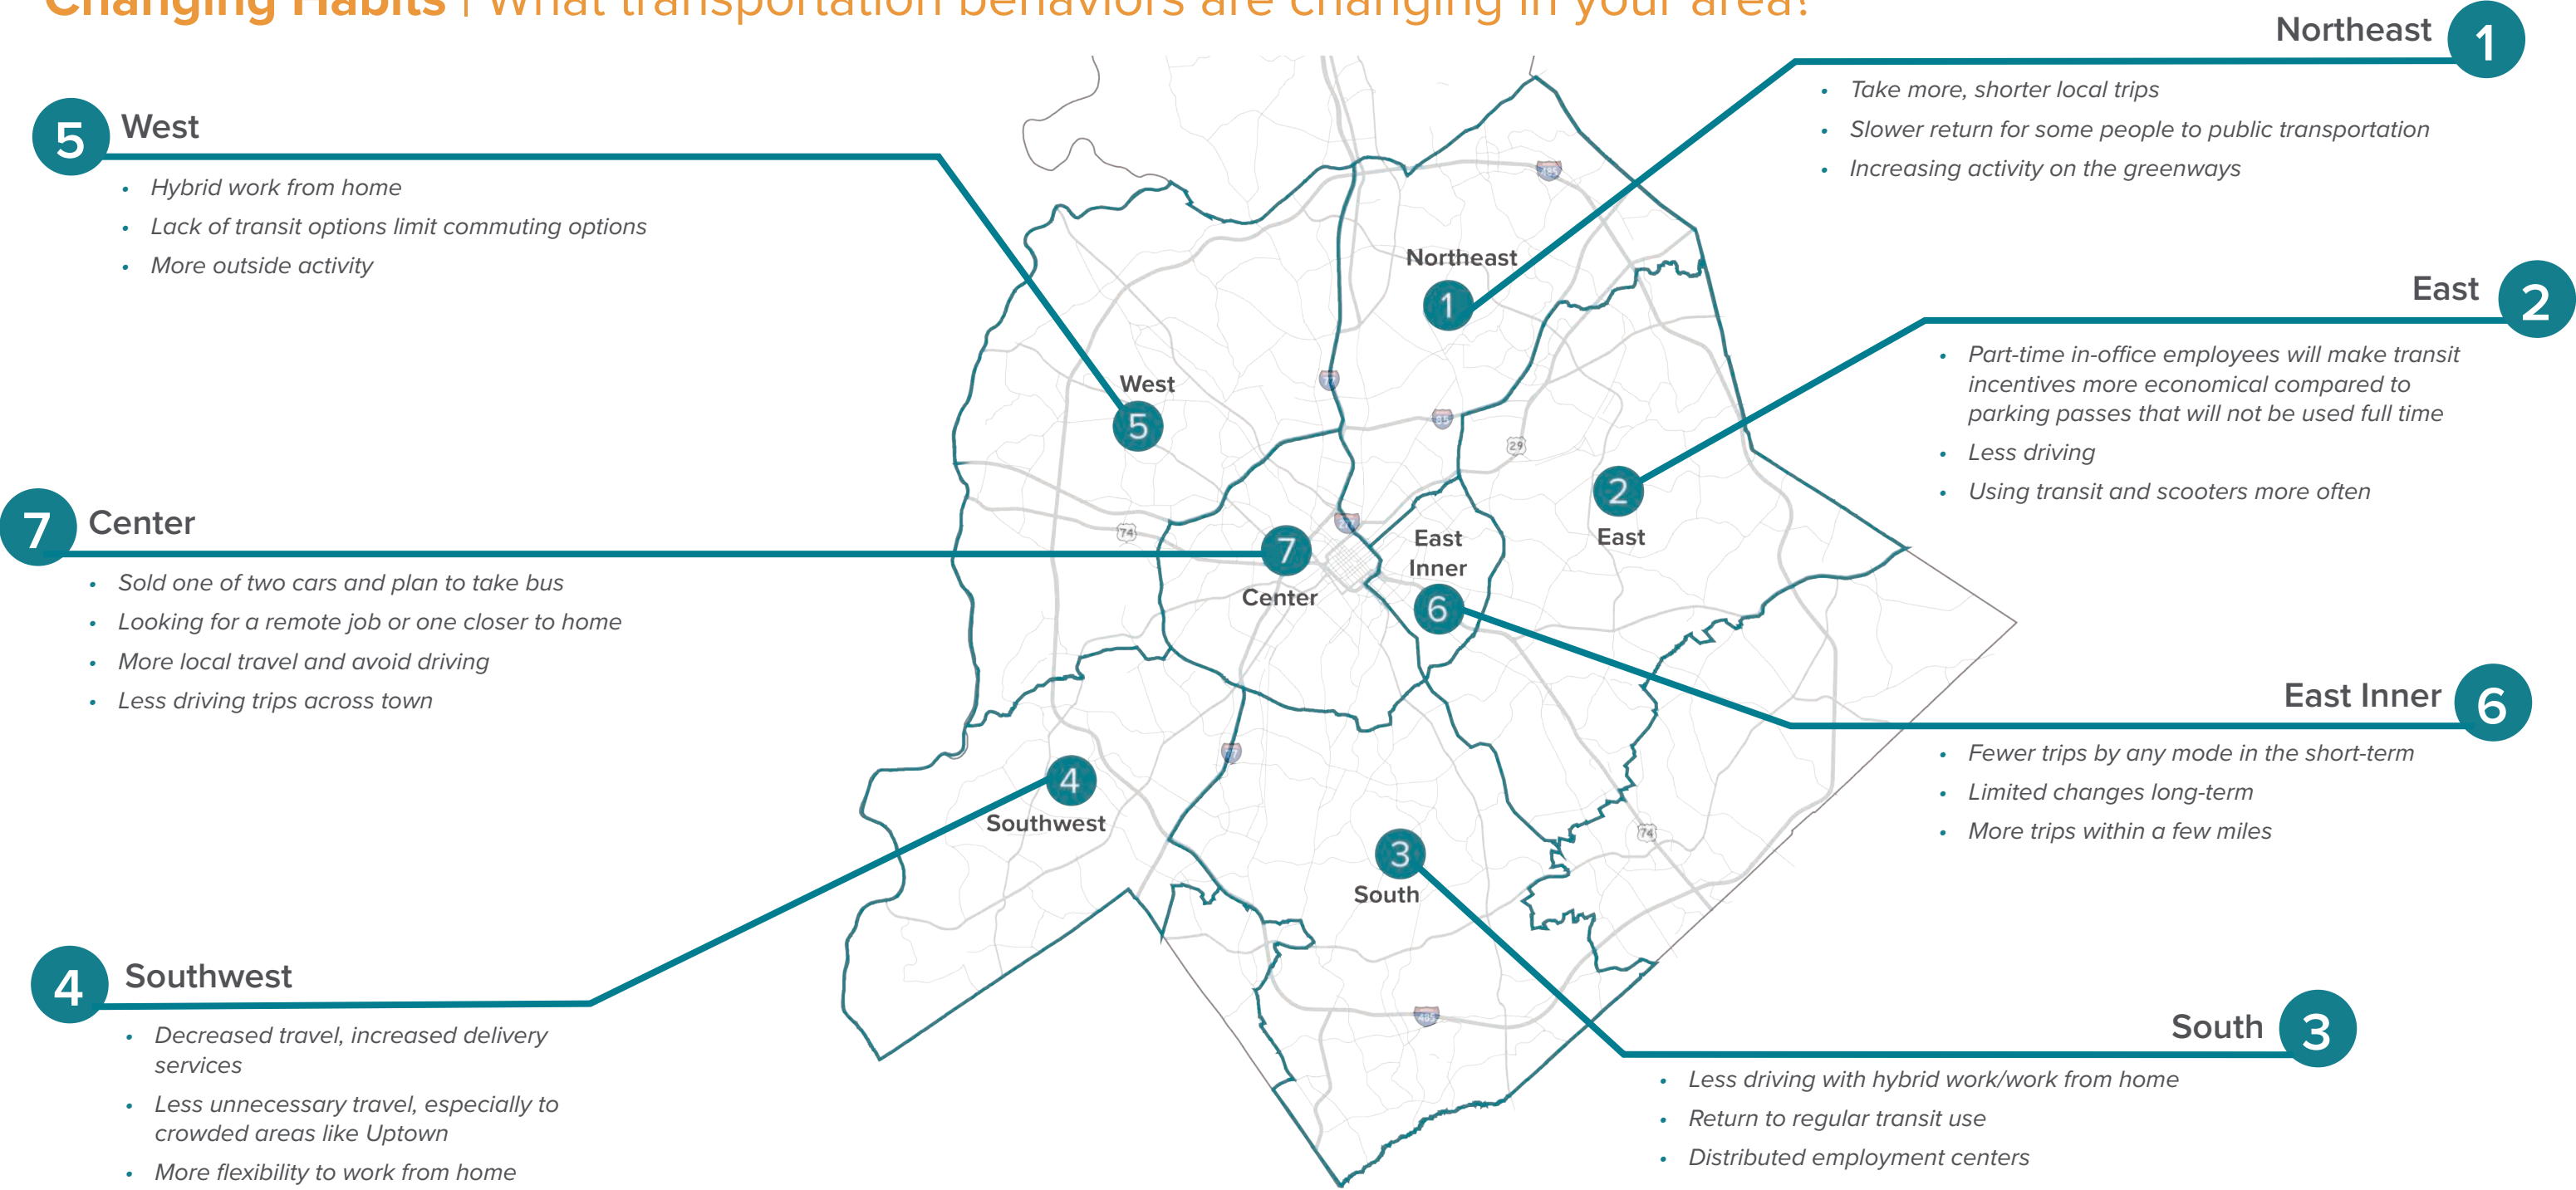 Changing Habits | What transportation behaviors are changing in your area?
Northeast 1
• Take more, shorter local trips
• Slower return for some people to public transportation
• Increasing activity on the greenways
5 West
• Hybrid work from home
• Lack of transit options limit commuting options
• More outside activity
East 2
• Part-time in-office employees will make transit
incentives more economical compared to
parking passes that will not be used full time
• Less driving
• Using transit and scooters more often
7 Center
• Sold one of two cars and plan to take bus
• Looking for a remote job or one closer to home
• More local travel and avoid driving
• Less driving trips across town
East Inner 6
• Fewer trips by any mode in the short-term
• Limited changes long-term
• More trips within a few miles
4 Southwest
• Decreased travel, increased delivery
services
• Less unnecessary travel, especially to
crowded areas like Uptown
• More flexibility to work from home
South 3
• Less driving with hybrid work/work from home
• Return to regular transit use
• Distributed employment centers
485
Northeast
1
West
5
85
29
2
East
74
7
Center
East
Inner
6
4
Southwest
3
South
74
485